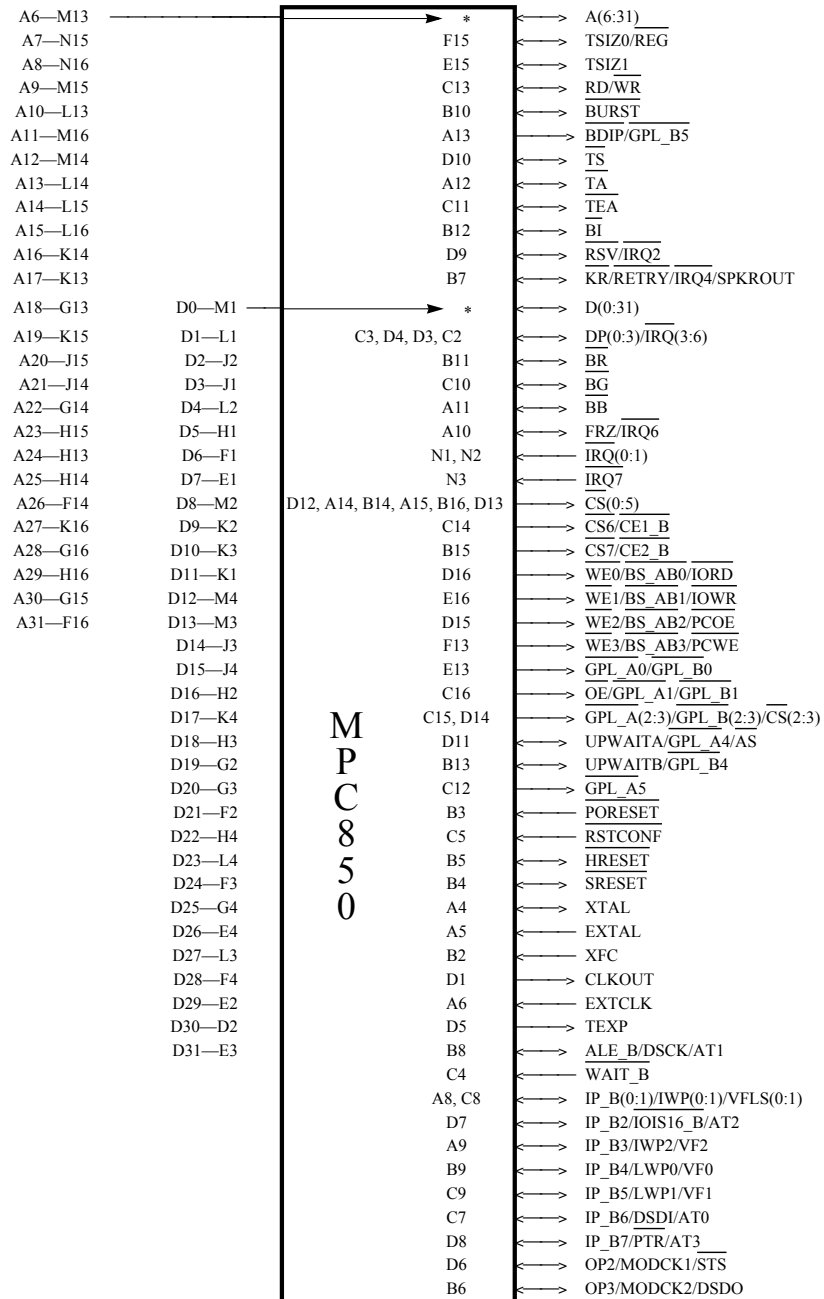 A6—M13 * A(6:31)
A7—N15 F15 TSIZ0/REG
A8—N16 E15 TSIZ1
A9—M15 C13 RD/WR
A10—L13 B10 BURST
A11—M16 A13 BDIP/GPL_B5
A12—M14 D10 TS
A13—L14 A12 TA
A14—L15 C11 TEA
A15—L16 B12 BI
A16—K14 D9 RSV/IRQ2
A17—K13 B7 KR/RETRY/IRQ4/SPKROUT
A18—G13 D0—M1 * D(0:31)
A19—K15 D1—L1 C3, D4, D3, C2 DP(0:3)/IRQ(3:6)
A20—J15 D2—J2 B11 BR
A21—J14 D3—J1 C10 BG
A22—G14 D4—L2 A11 BB
A23—H15 D5—H1 A10 FRZ/IRQ6
A24—H13 D6—F1 N1, N2 IRQ(0:1)
A25—H14 D7—E1 N3 IRQ7
A26—F14 D8—M2 D12, A14, B14, A15, B16, D13 CS(0:5)
A27—K16 D9—K2 C14 CS6/CE1_B
A28—G16 D10—K3 B15 CS7/CE2_B
A29—H16 D11—K1 D16 WE0/BS_AB0/IORD
A30—G15 D12—M4 E16 WE1/BS_AB1/IOWR
A31—F16 D13—M3 D15 WE2/BS_AB2/PCOE
D14—J3 F13 WE3/BS_AB3/PCWE
D15—J4 E13 GPL_A0/GPL_B0
D16—H2 C16 OE/GPL_A1/GPL_B1
D17—K4 C15, D14 GPL_A(2:3)/GPL_B(2:3)/CS(2:3)
D18—H3 D11 UPWAITA/GPL_A4/AS
D19—G2 B13 UPWAITB/GPL_B4
D20—G3 C12 GPL_A5
D21—F2 B3 PORESET
D22—H4 C5 RSTCONF
D23—L4 B5 HRESET
D24—F3 B4 SRESET
D25—G4 A4 XTAL
D26—E4 A5 EXTAL
D27—L3 B2 XFC
D28—F4 D1 CLKOUT
D29—E2 A6 EXTCLK
D30—D2 D5 TEXP
D31—E3 B8 ALE_B/DSCK/AT1
C4 WAIT_B
A8, C8 IP_B(0:1)/IWP(0:1)/VFLS(0:1)
D7 IP_B2/IOIS16_B/AT2
A9 IP_B3/IWP2/VF2
B9 IP_B4/LWP0/VF0
C9 IP_B5/LWP1/VF1
C7 IP_B6/DSDI/AT0
D8 IP_B7/PTR/AT3
D6 OP2/MODCK1/STS
B6 OP3/MODCK2/DSDO
MPC850